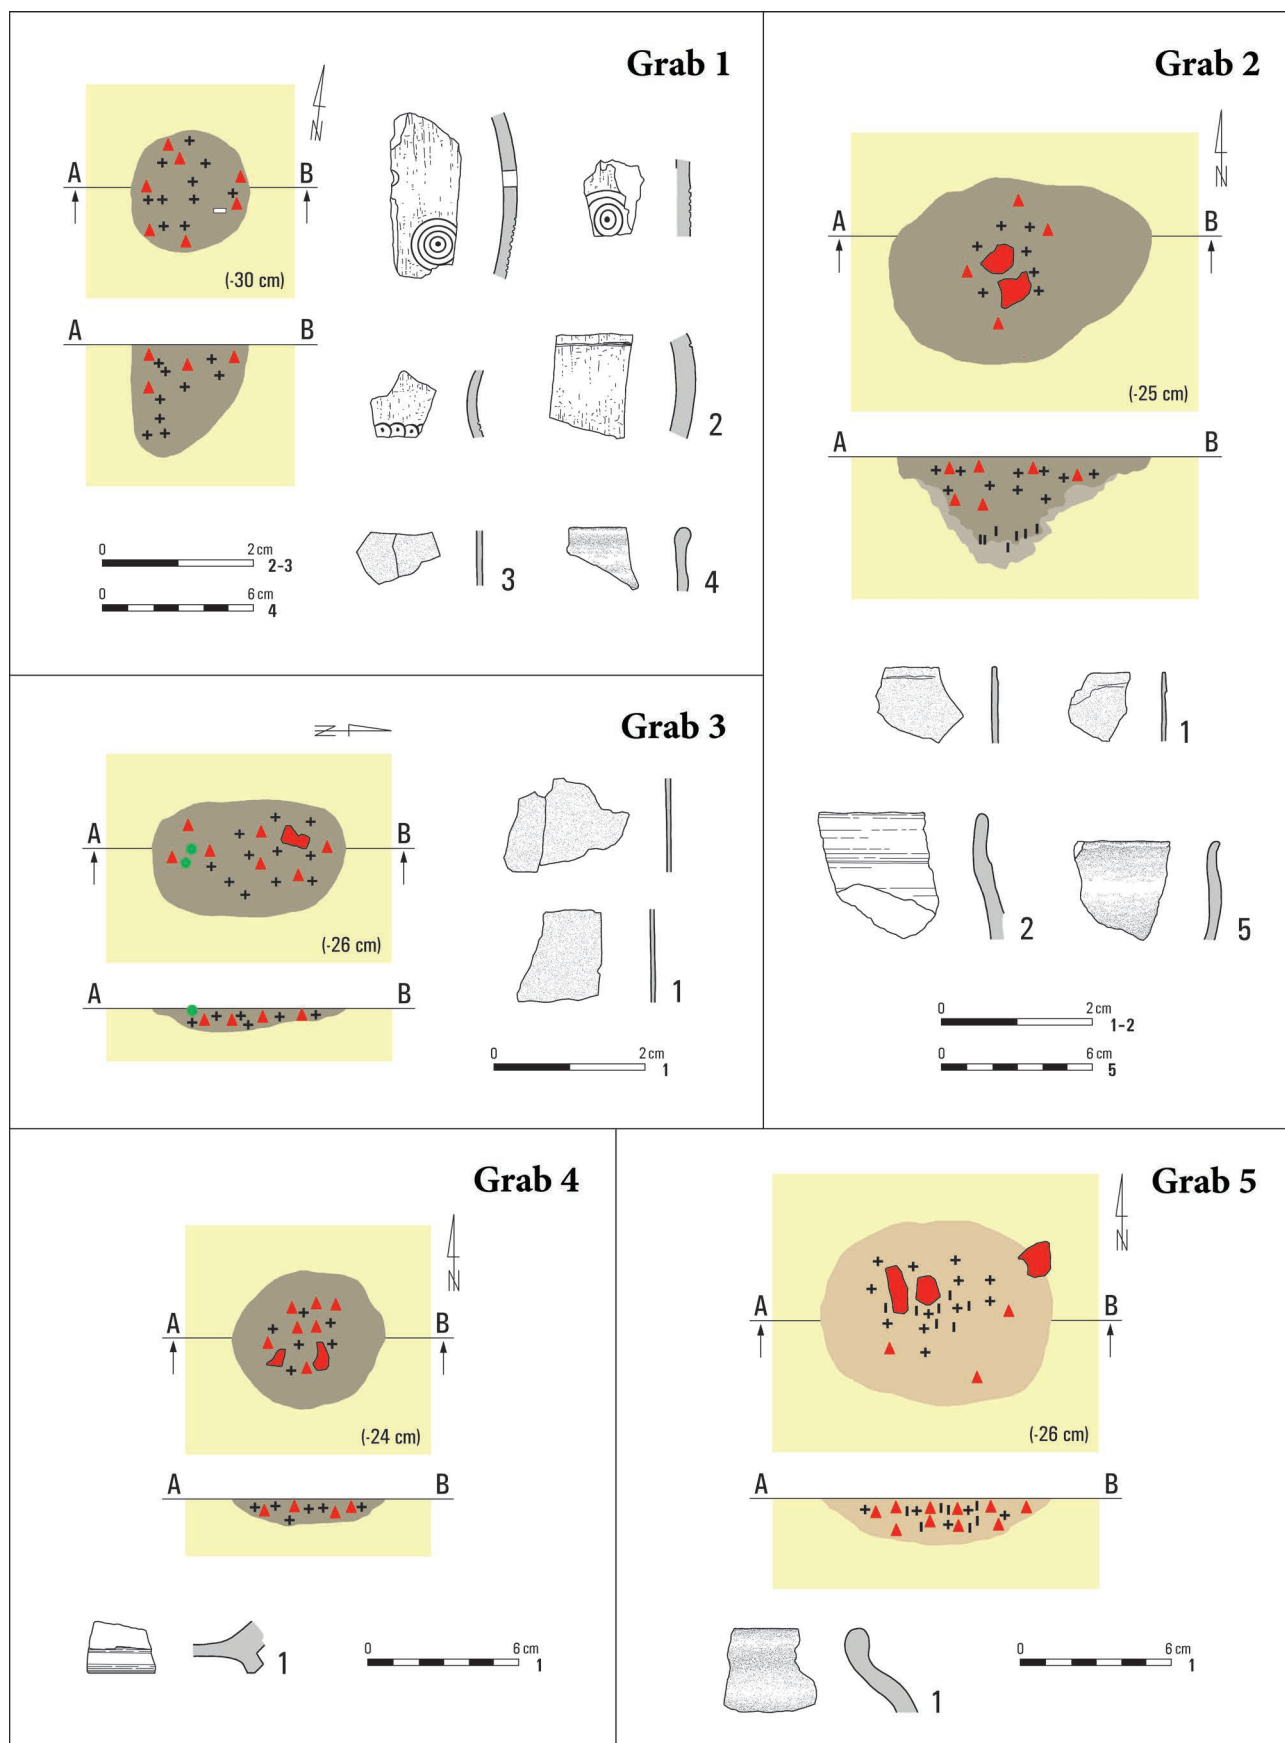 Grab 1
N
A B
(-30 cm)
A B
2
0 2 cm
2-3
0 6 cm
4
3
4
Grab 2
N
A B
(-25 cm)
A B
1
2
5
0 2 cm
1-2
0 6 cm
5
Grab 3
N
A B
(-26 cm)
A B
1
0 2 cm
1
Grab 4
N
A B
(-24 cm)
A B
1
0 6 cm
1
Grab 5
N
A B
(-26 cm)
A B
1
0 6 cm
1